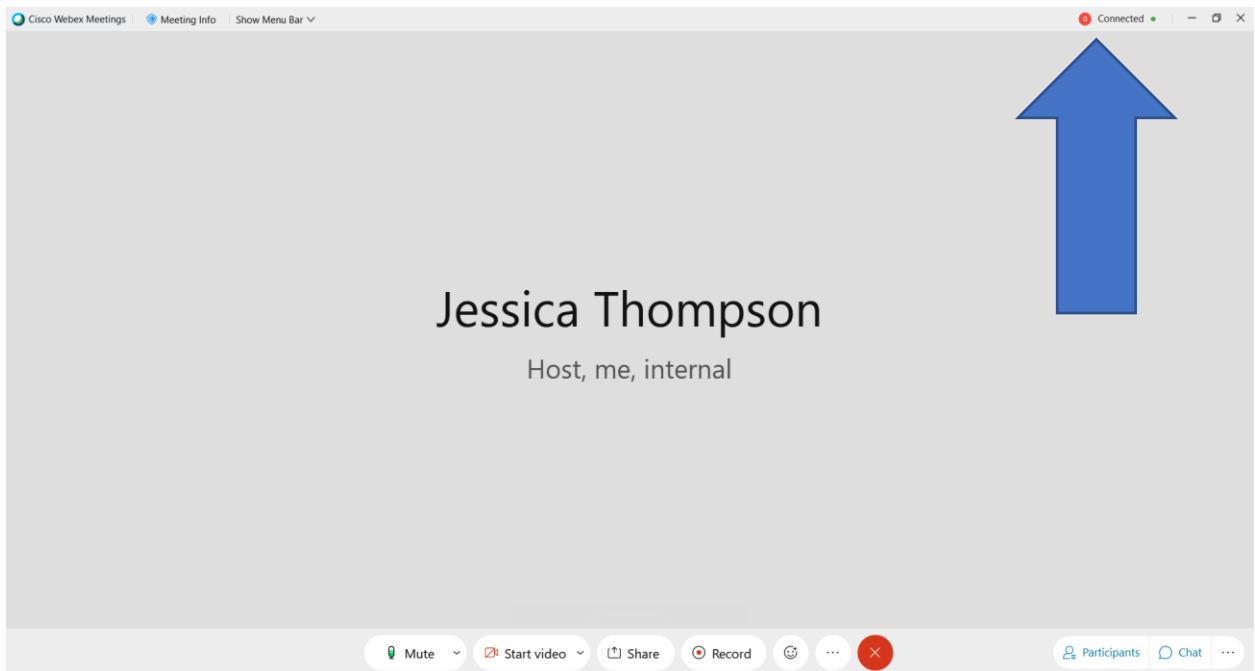 Cisco Webex Meetings Meeting Info Show Menu Bar Connected
Jessica Thompson
Host, me, internal
Mute Start video Share Record Participants Chat